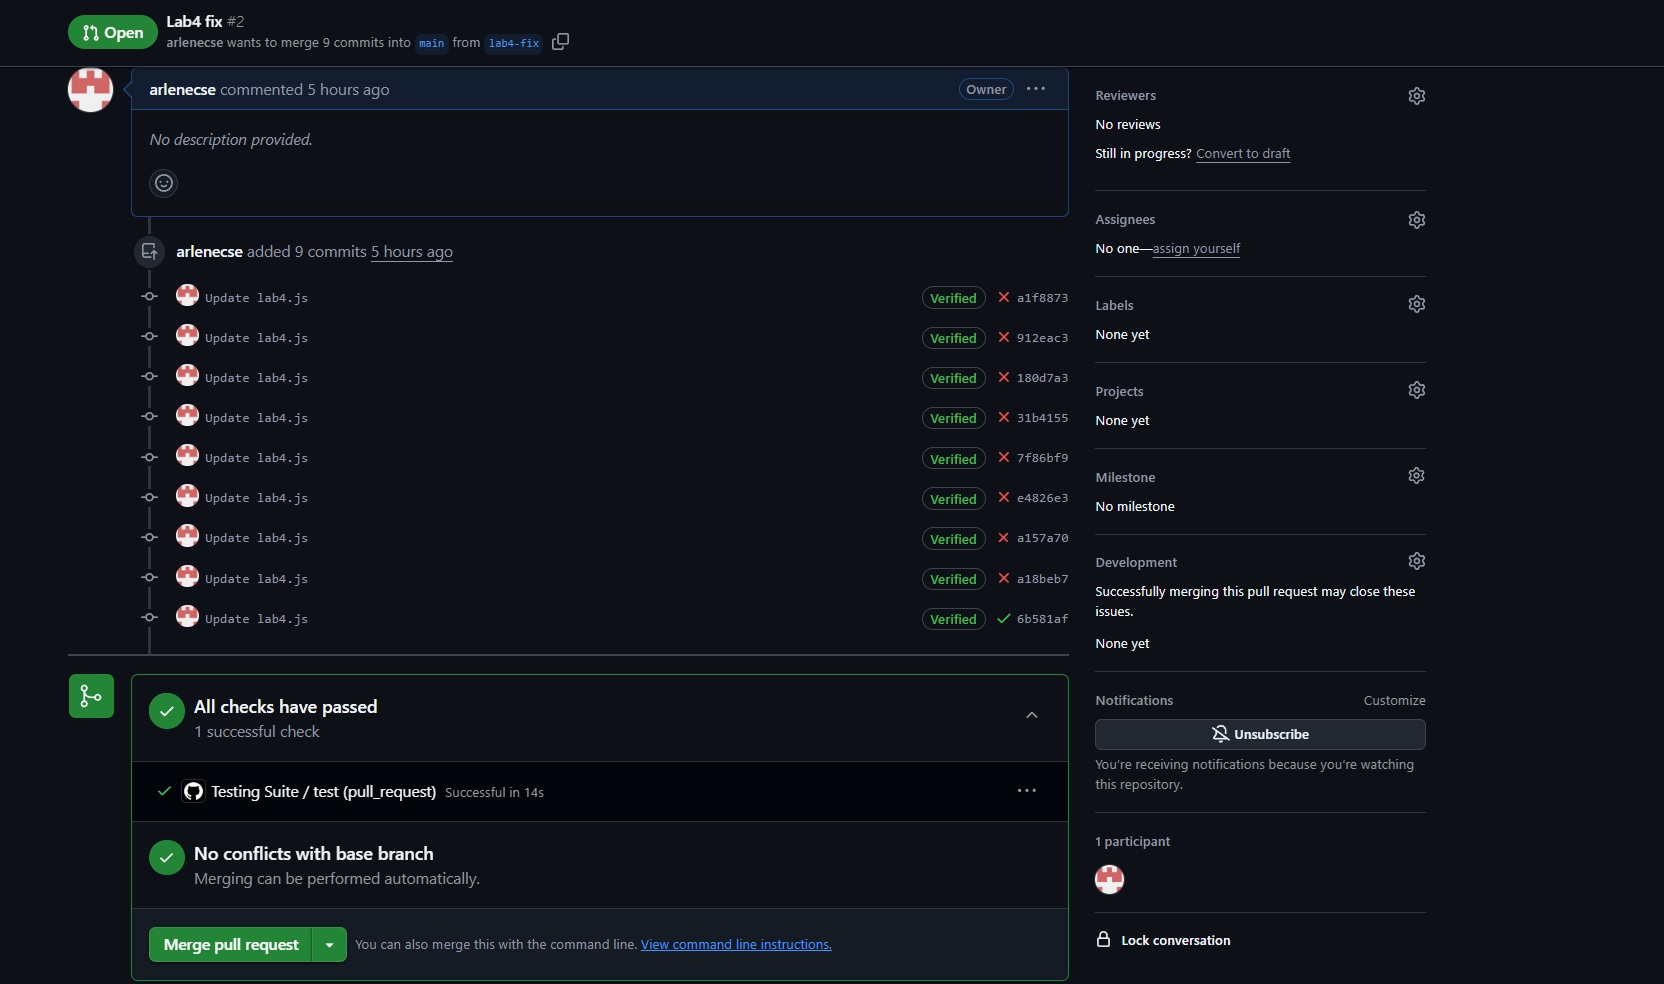 Open
Lab4 fix #2
arlenecse wants to merge 9 commits into main from lab4-fix
arlenecse commented 5 hours ago
Owner
No description provided.
arlenecse added 9 commits 5 hours ago
Update lab4.js Verified a1f8873
Update lab4.js Verified 912eac3
Update lab4.js Verified 180d7a3
Update lab4.js Verified 31b4155
Update lab4.js Verified 7f86bf9
Update lab4.js Verified e4826e3
Update lab4.js Verified a157a70
Update lab4.js Verified a18beb7
Update lab4.js Verified 6b581af
All checks have passed
1 successful check
Testing Suite / test (pull_request) Successful in 14s
No conflicts with base branch
Merging can be performed automatically.
Merge pull request
You can also merge this with the command line. View command line instructions.
Reviewers
No reviews
Still in progress? Convert to draft
Assignees
No one—assign yourself
Labels
None yet
Projects
None yet
Milestone
No milestone
Development
Successfully merging this pull request may close these
issues.
None yet
Notifications Customize
Unsubscribe
You're receiving notifications because you're watching
this repository.
1 participant
Lock conversation